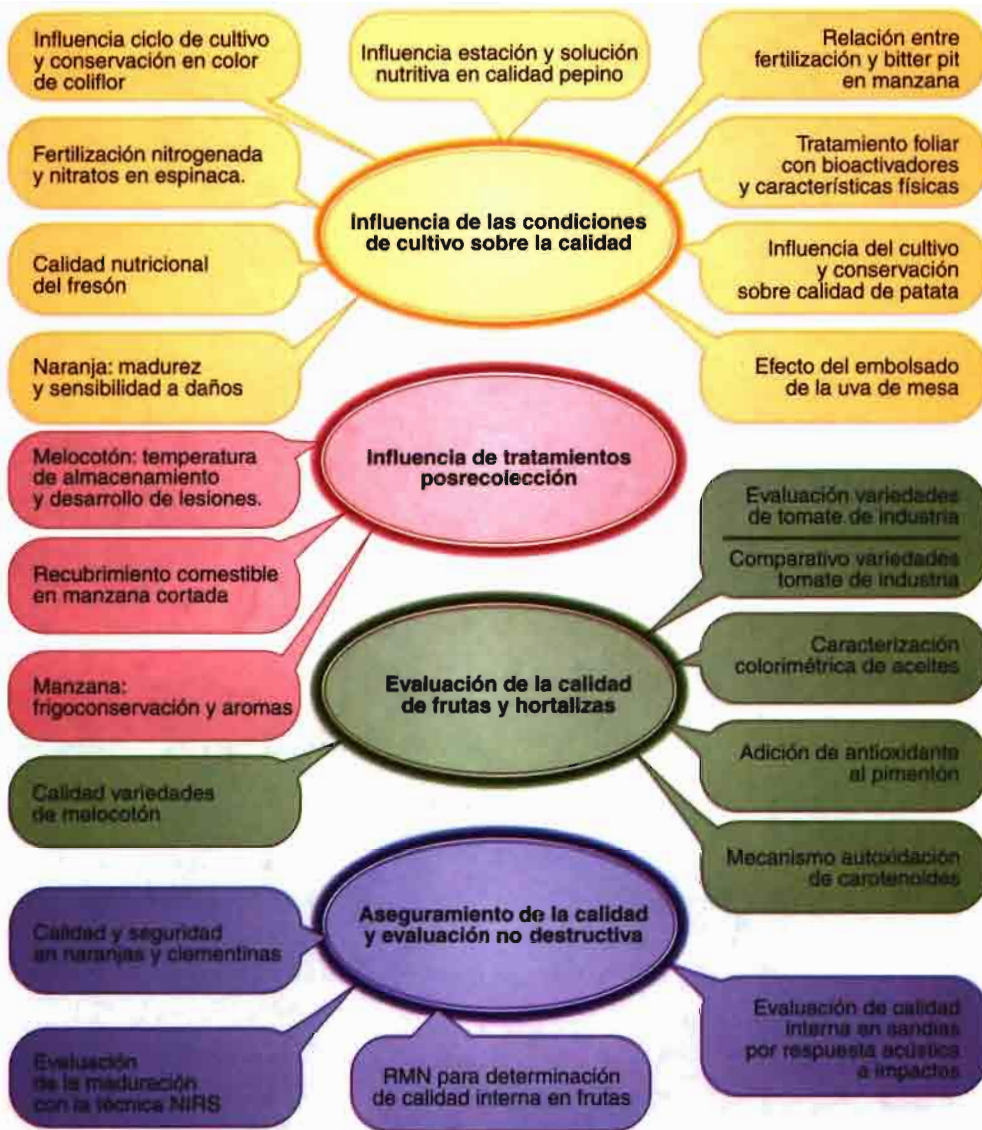 Influencia ciclo de cultivo
y conservación en color
de coliflor
Influencia estación y solución
nutritiva en calidad pepino
Relación entre
fertilización y bitter pit
en manzana
Fertilización nitrogenada
y nitratos en espinaca.
Tratamiento foliar
con bioactivadores
y características físicas
Influencia de las condiciones
de cultivo sobre la calidad
Calidad nutricional
del fresón
Influencia del cultivo
y conservación
sobre calidad de patata
Naranja: madurez
y sensibilidad a daños
Efecto del embolsado
de la uva de mesa
Influencia de tratamientos
posrecolección
Melocotón: temperatura
de almacenamiento
y desarrollo de lesiones.
Recubrimiento comestible
en manzana cortada
Manzana:
frigoconservación y aromas
Evaluación variedades
de tomate de industria
Comparativo variedades
tomate de industria
Evaluación de la calidad
de frutas y hortalizas
Caracterización
colorimétrica de aceites
Adición de antioxidante
al pimentón
Calidad variedades
de melocotón
Mecanismo autoxidación
de carotenoides
Aseguramiento de la calidad
y evaluación no destructiva
Calidad y seguridad
en naranjas y clementinas
Evaluación
de la maduración
con la técnica NIRS
RMN para determinación
de calidad interna en frutas
Evaluación de calidad
interna en sandías
por respuesta acústica
a impactos